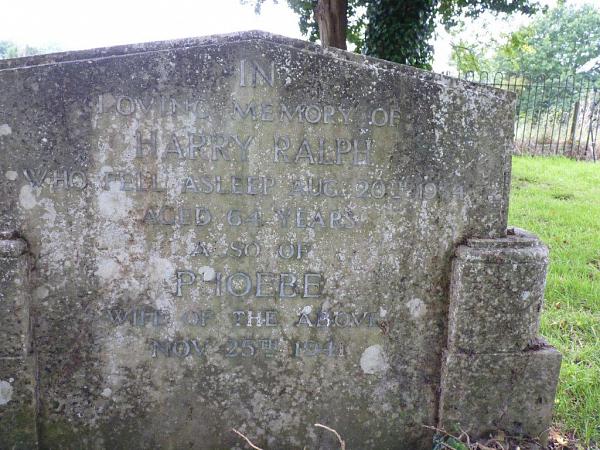 IN
LOVING MEMORY OF
HARRY RALPH
WHO FELL ASLEEP AUG. 20TH
AGED 64 YEARS
ALSO OF
PHOEBE
WIFE OF THE ABOVE
NOV. 25TH 1941